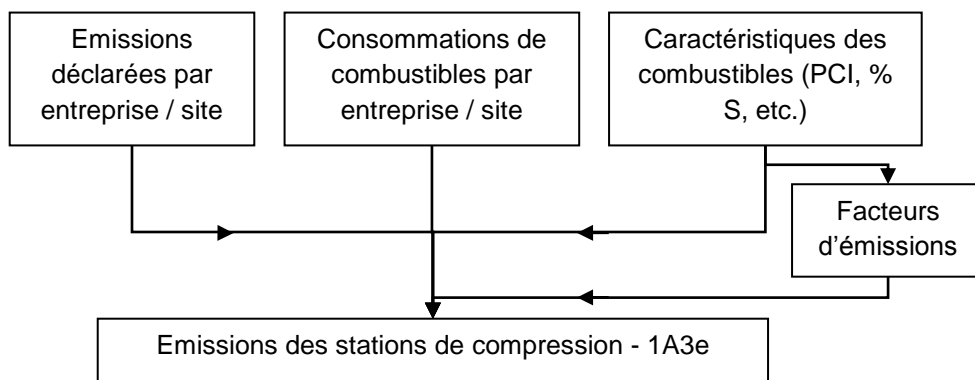 Emissions
déclarées par
entreprise / site
Consommations de
combustibles par
entreprise / site
Caractéristiques des
combustibles (PCI, %
S, etc.)
Facteurs
d'émissions
Emissions des stations de compression - 1A3e